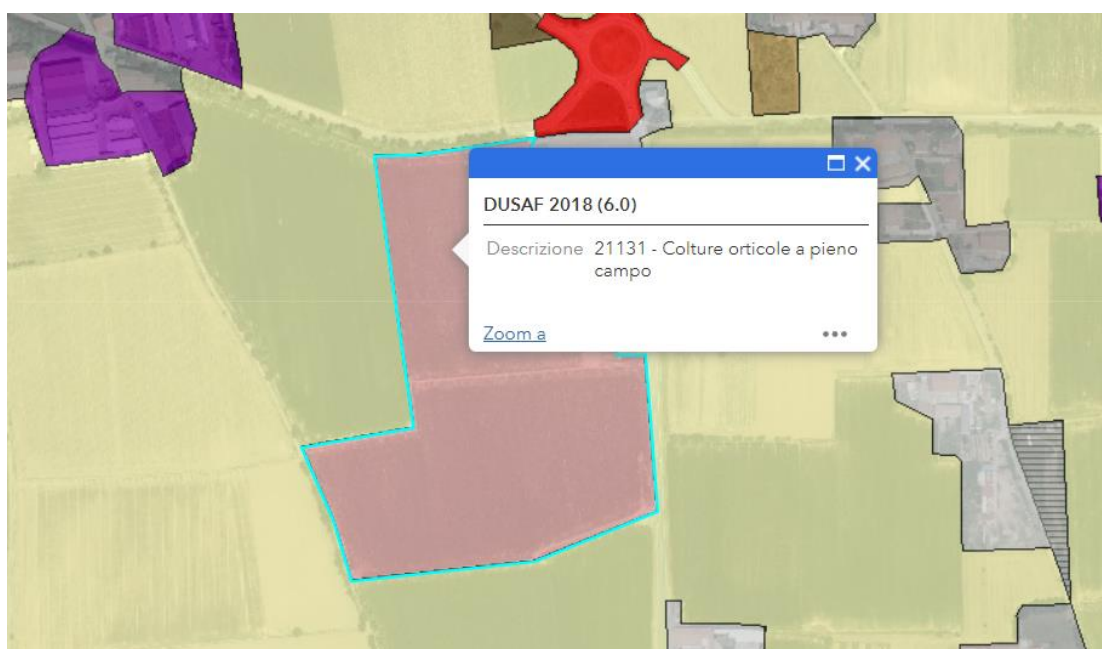 DUSAF 2018 (6.0)
Descrizione 21131 - Colture orticole a pieno
campo
Zoom a